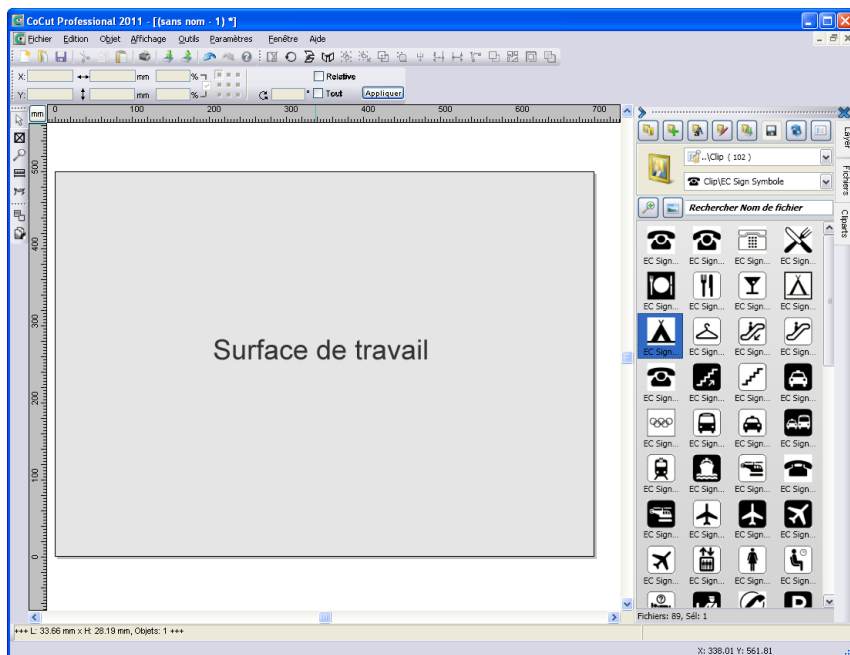 CoCut Professional 2011 - [(sans nom - 1) *]
Fichier Edition Objet Affichage Outils Paramètres Fenêtre Aide
X: mm % Relative
Y: mm % ° Tout Appliquer
mm 0 100 200 300 400 500 600 700
500
400
300
200
100
0
Surface de travail
..\Clip ( 102 )
Clip\EC Sign Symbole
Rechercher Nom de fichier
EC Sign... EC Sign... EC Sign... EC Sign...
EC Sign... EC Sign... EC Sign... EC Sign...
EC Sign... EC Sign... EC Sign... EC Sign...
EC Sign... EC Sign... EC Sign... EC Sign...
EC Sign... EC Sign... EC Sign... EC Sign...
EC Sign... EC Sign... EC Sign... EC Sign...
EC Sign... EC Sign... EC Sign... EC Sign...
EC Sign... EC Sign... EC Sign... EC Sign...
P
Layer
Fichiers
Cliparts
Fichiers: 89, Sél: 1
+++ L: 33.66 mm x H: 28.19 mm, Objets: 1 +++
X: 338.01 Y: 561.81